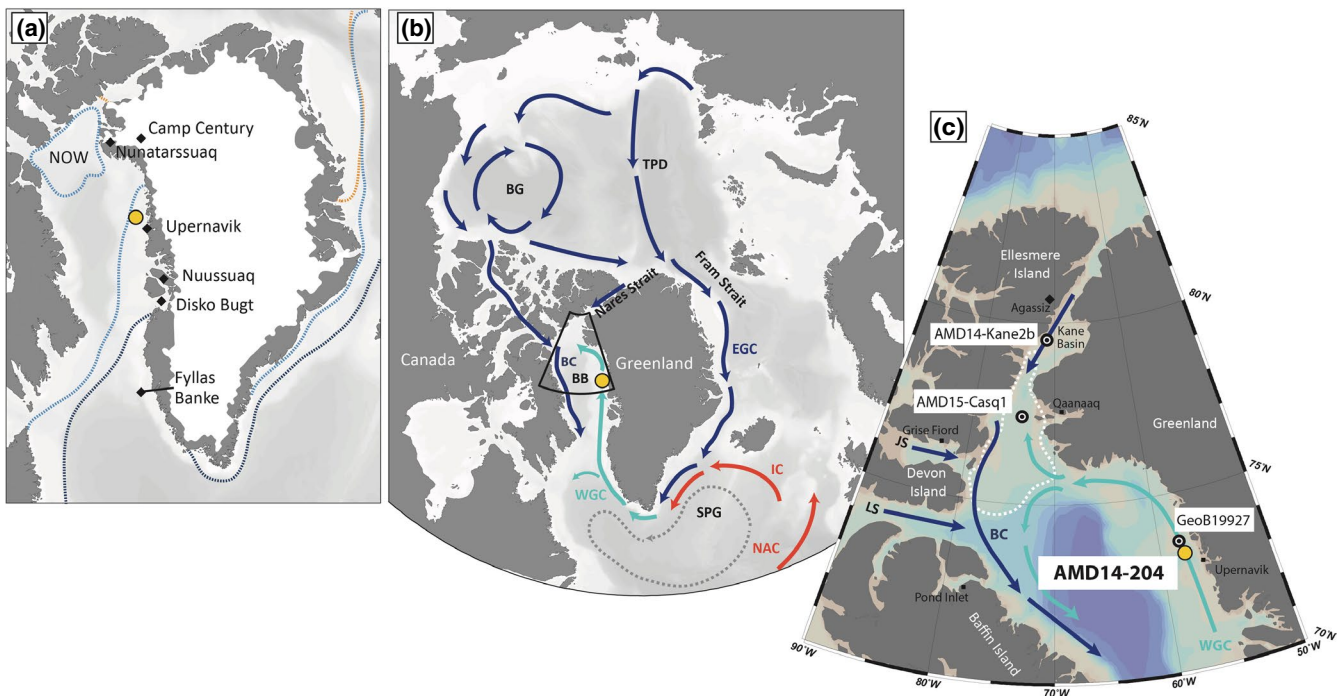 (a)
Camp Century
Nunatarssuaq
NOW
Upernavik
Nuussuaq
Disko Bugt
Fyllas
Banke
(b)
TPD
BG
Nares Strait
Fram Strait
Canada
BC
BB
Greenland
EGC
WGC
IC
SPG
NAC
(c)
85°N
Ellesmere
Island
Agassiz
80°N
AMD14-Kane2b
Kane
Basin
AMD15-Casq1
Qaanaaq
Grise Fiord
JS
Greenland
Devon
Island
75°N
LS
GeoB19927
BC
AMD14-204
Upernavik
Pond Inlet
Baffin Island
WGC
70°N
50°W
60°W
70°W
80°W
90°W